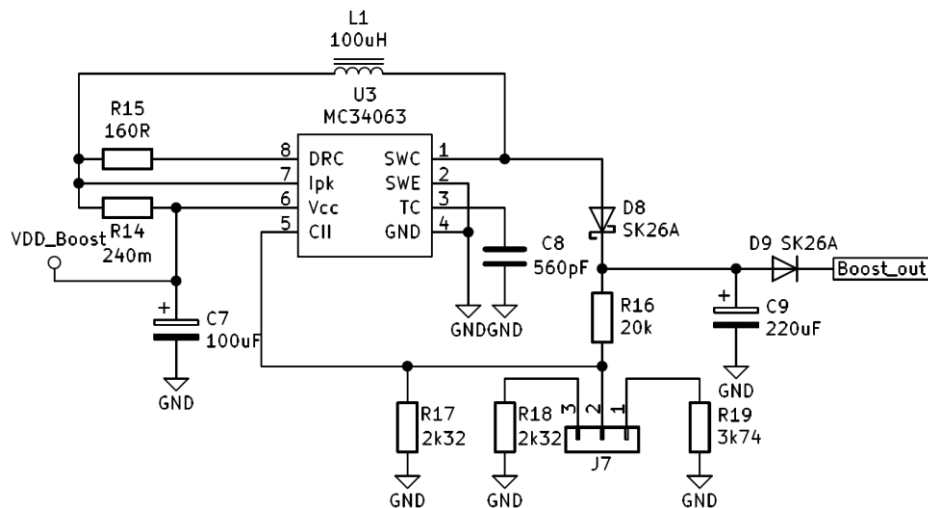 L1
100uH
U3
MC34063
R15
160R
8 DRC SWC 1
7 Ipk SWE 2
6 Vcc TC 3
5 CII GND 4
R14
240m
VDD_Boost
D8
SK26A
D9 SK26A
Boost_out
C8
560pF
+
C7
100uF
GND
GND
GND
R16
20k
+
C9
220uF
GND
R17
2k32
R18
2k32
3
2
1
R19
3k74
J7
GND
GND
GND